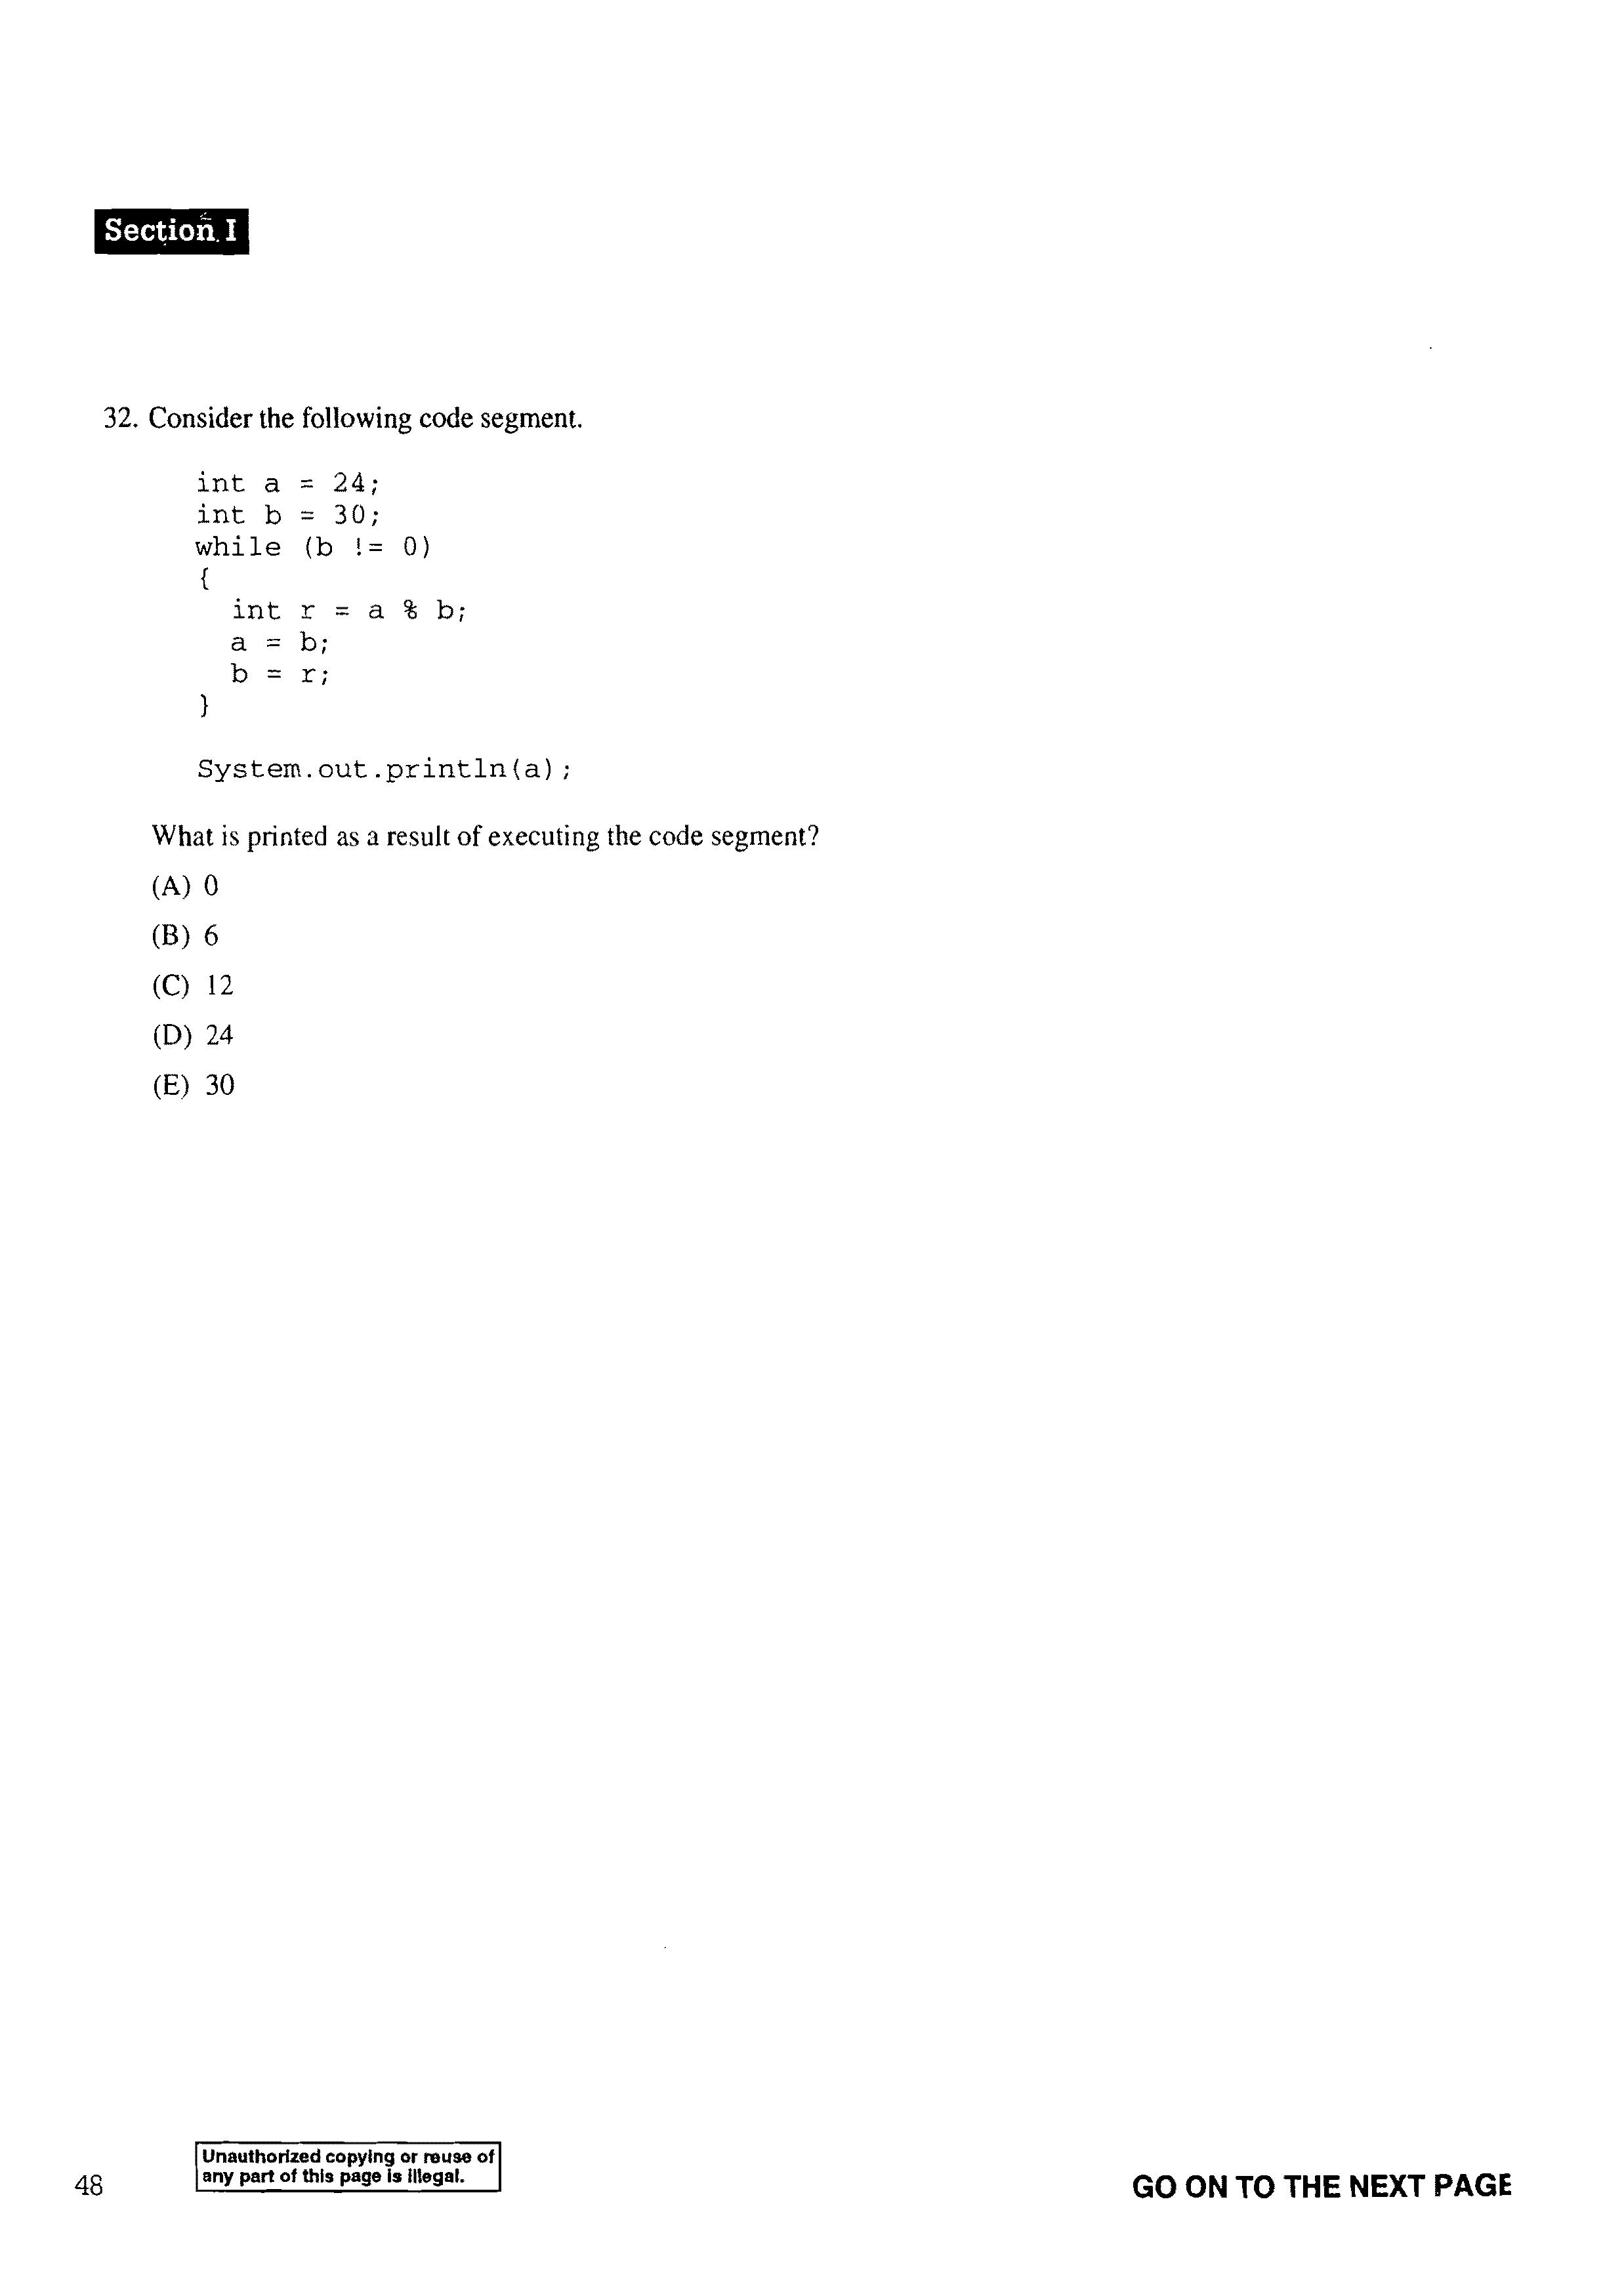 Section I
32. Consider the following code segment.
int a = 24;
int b = 30;
while (b != 0)
{
int r = a % b;
a = b;
b = r;
}
System.out.println(a);
What is printed as a result of executing the code segment?
(A) 0
(B) 6
(C) 12
(D) 24
(E) 30
Unauthorized copying or reuse of
any part of this page is illegal.
48
GO ON TO THE NEXT PAGE